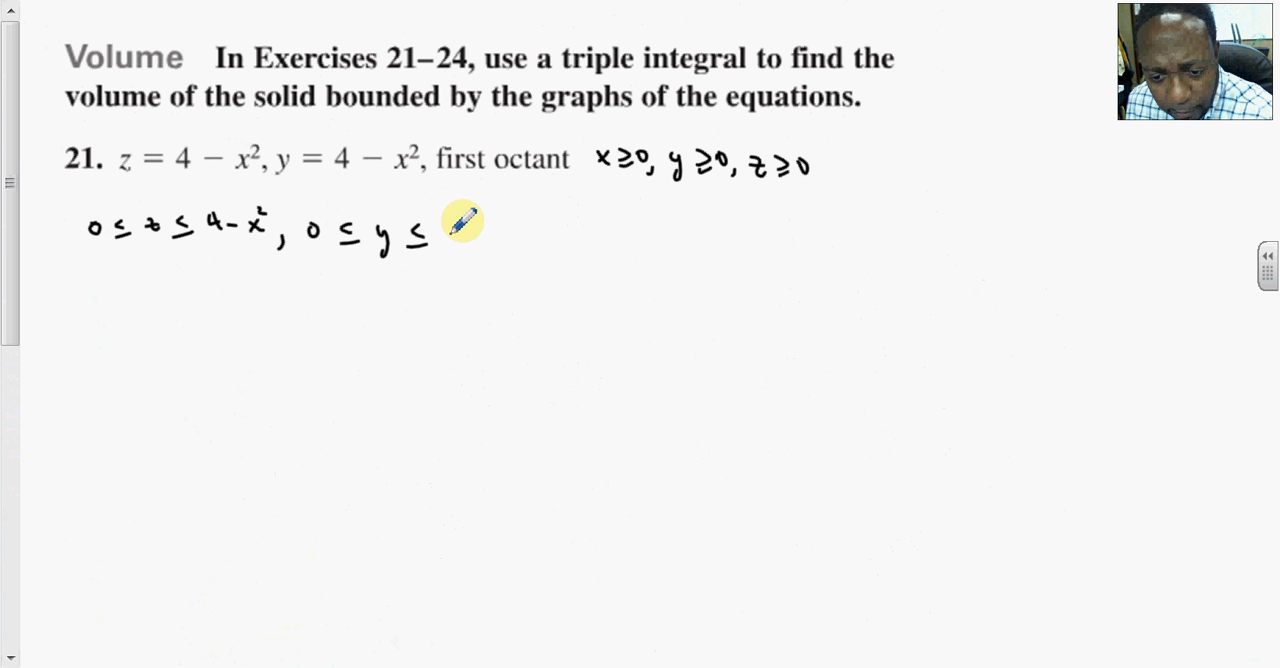 Volume In Exercises 21–24, use a triple integral to find the
volume of the solid bounded by the graphs of the equations.
21. z = 4 − x², y = 4 − x², first octant x ≥ 0, y ≥ 0, z ≥ 0
0 ≤ z ≤ 4 - x², 0 ≤ y ≤